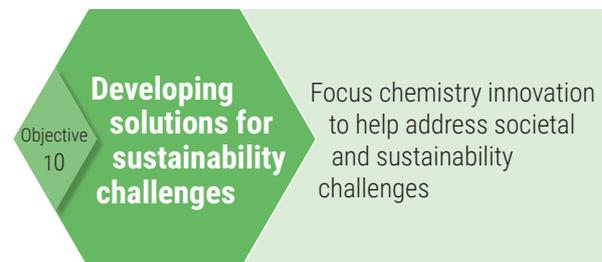 Objective
10
Developing
solutions for
sustainability
challenges
Focus chemistry innovation
to help address societal
and sustainability
challenges